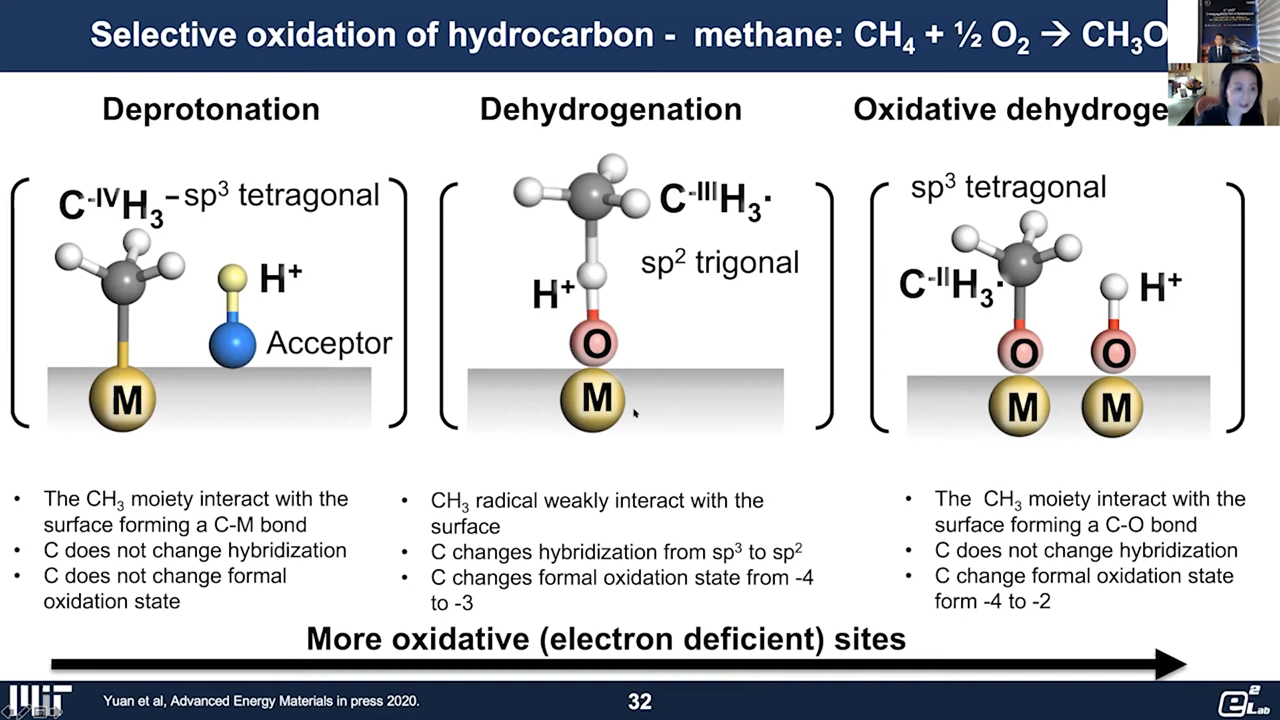 Selective oxidation of hydrocarbon - methane: CH₄ + ½ O₂ → CH₃O
Deprotonation
Dehydrogenation
Oxidative dehydroge
C⁻ᴵⱽH₃⁻ sp³ tetragonal
H⁺
Acceptor
M
C⁻ᴵᴵᴵH₃·
sp² trigonal
H⁺
O
M
sp³ tetragonal
C⁻ᴵᴵH₃·
H⁺
O O
M M
• The CH₃ moiety interact with the
surface forming a C-M bond
• C does not change hybridization
• C does not change formal
oxidation state
• CH₃ radical weakly interact with the
surface
• C changes hybridization from sp³ to sp²
• C changes formal oxidation state from -4
to -3
• The CH₃ moiety interact with the
surface forming a C-O bond
• C does not change hybridization
• C change formal oxidation state
form -4 to -2
More oxidative (electron deficient) sites
MIT
Yuan et al, Advanced Energy Materials in press 2020.
32
e² Lab